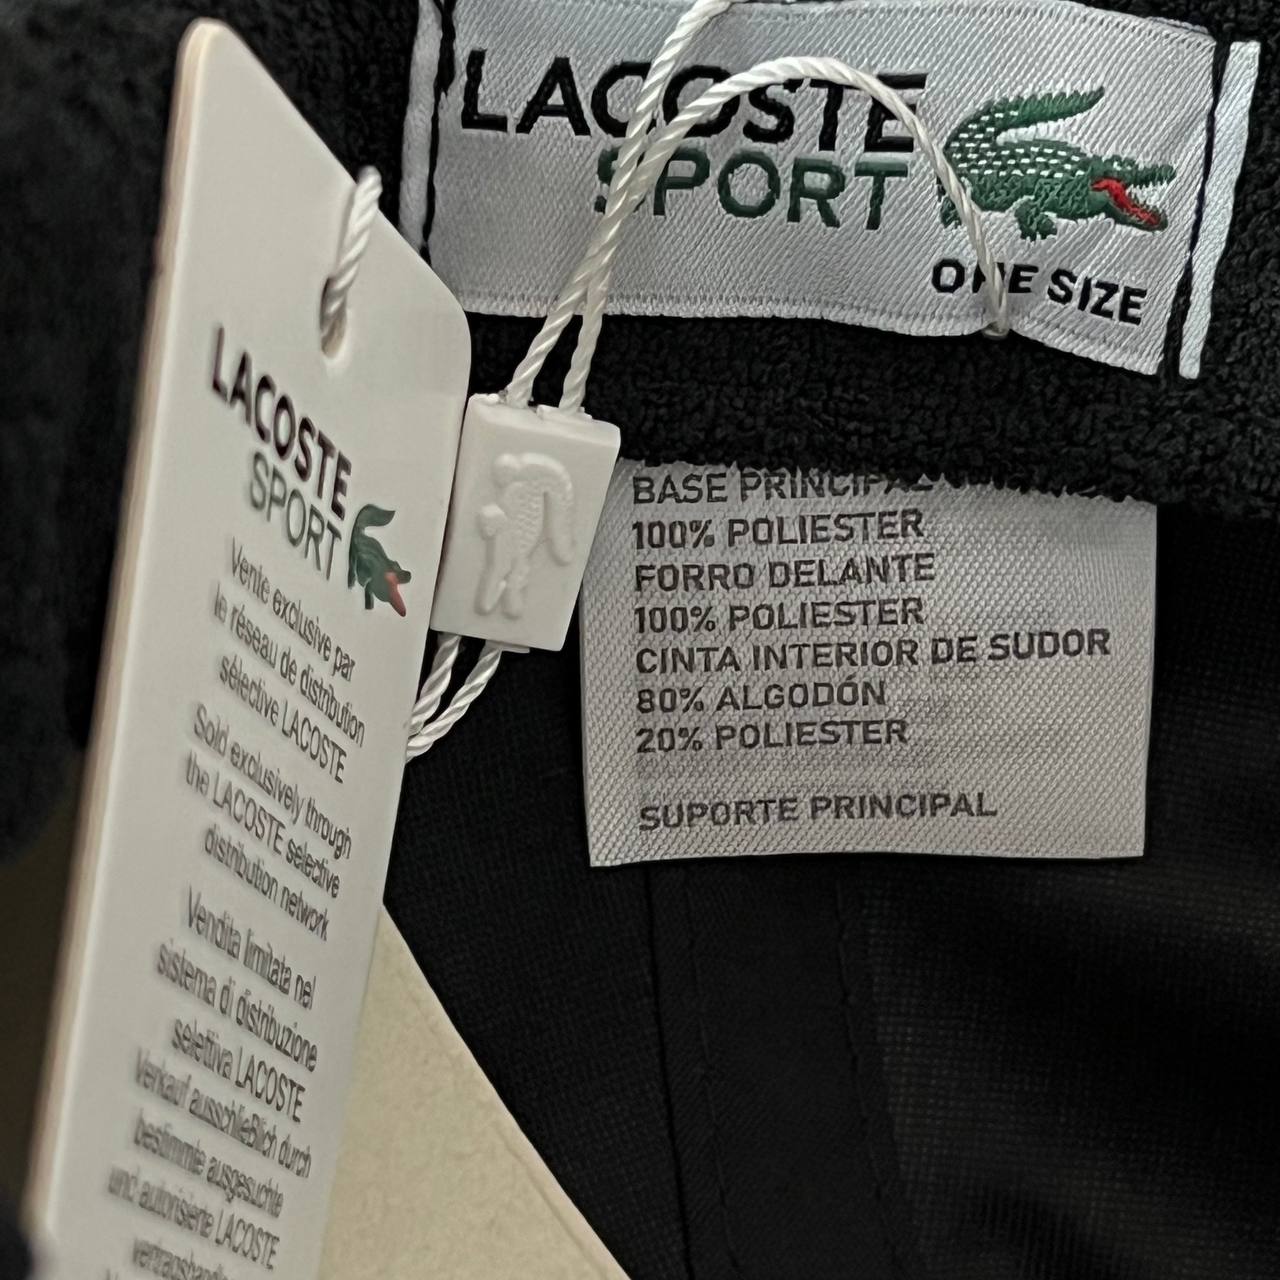 LACOSTE
SPORT
ONE SIZE
LACOSTE
SPORT
Vente exclusive par
le réseau de distribution
sélective LACOSTE
Sold exclusively through
the LACOSTE selective
distribution network
Vendita limitata nel
sistema di distribuzione
selettiva LACOSTE
Verkauf ausschließlich durch
bestimmte ausgesuchte
und autorisierte LACOSTE
BASE PRINCIPAL
100% POLIESTER
FORRO DELANTE
100% POLIESTER
CINTA INTERIOR DE SUDOR
80% ALGODÓN
20% POLIESTER
SUPORTE PRINCIPAL